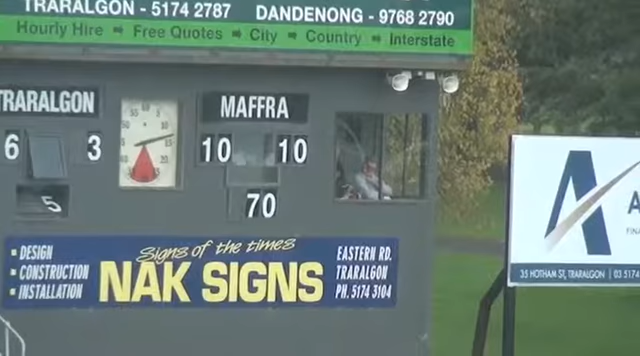 TRARALGON - 5174 2787
DANDENONG - 9768 2790
Hourly Hire Free Quotes City Country Interstate
TRARALGON
MAFFRA
6 3
10 10
5
70
Signs of the times
NAK SIGNS
DESIGN
CONSTRUCTION
INSTALLATION
EASTERN RD.
TRARALGON
PH. 5174 3104
A
35 HOTHAM ST, TRARALGON | 03 5174